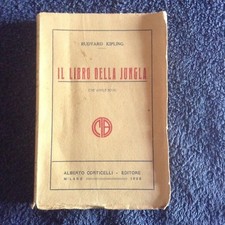 RUDYARD KIPLING
IL LIBRO DELLA JUNGLA
ALBERTO CORTICELLI - EDITORE
MILANO